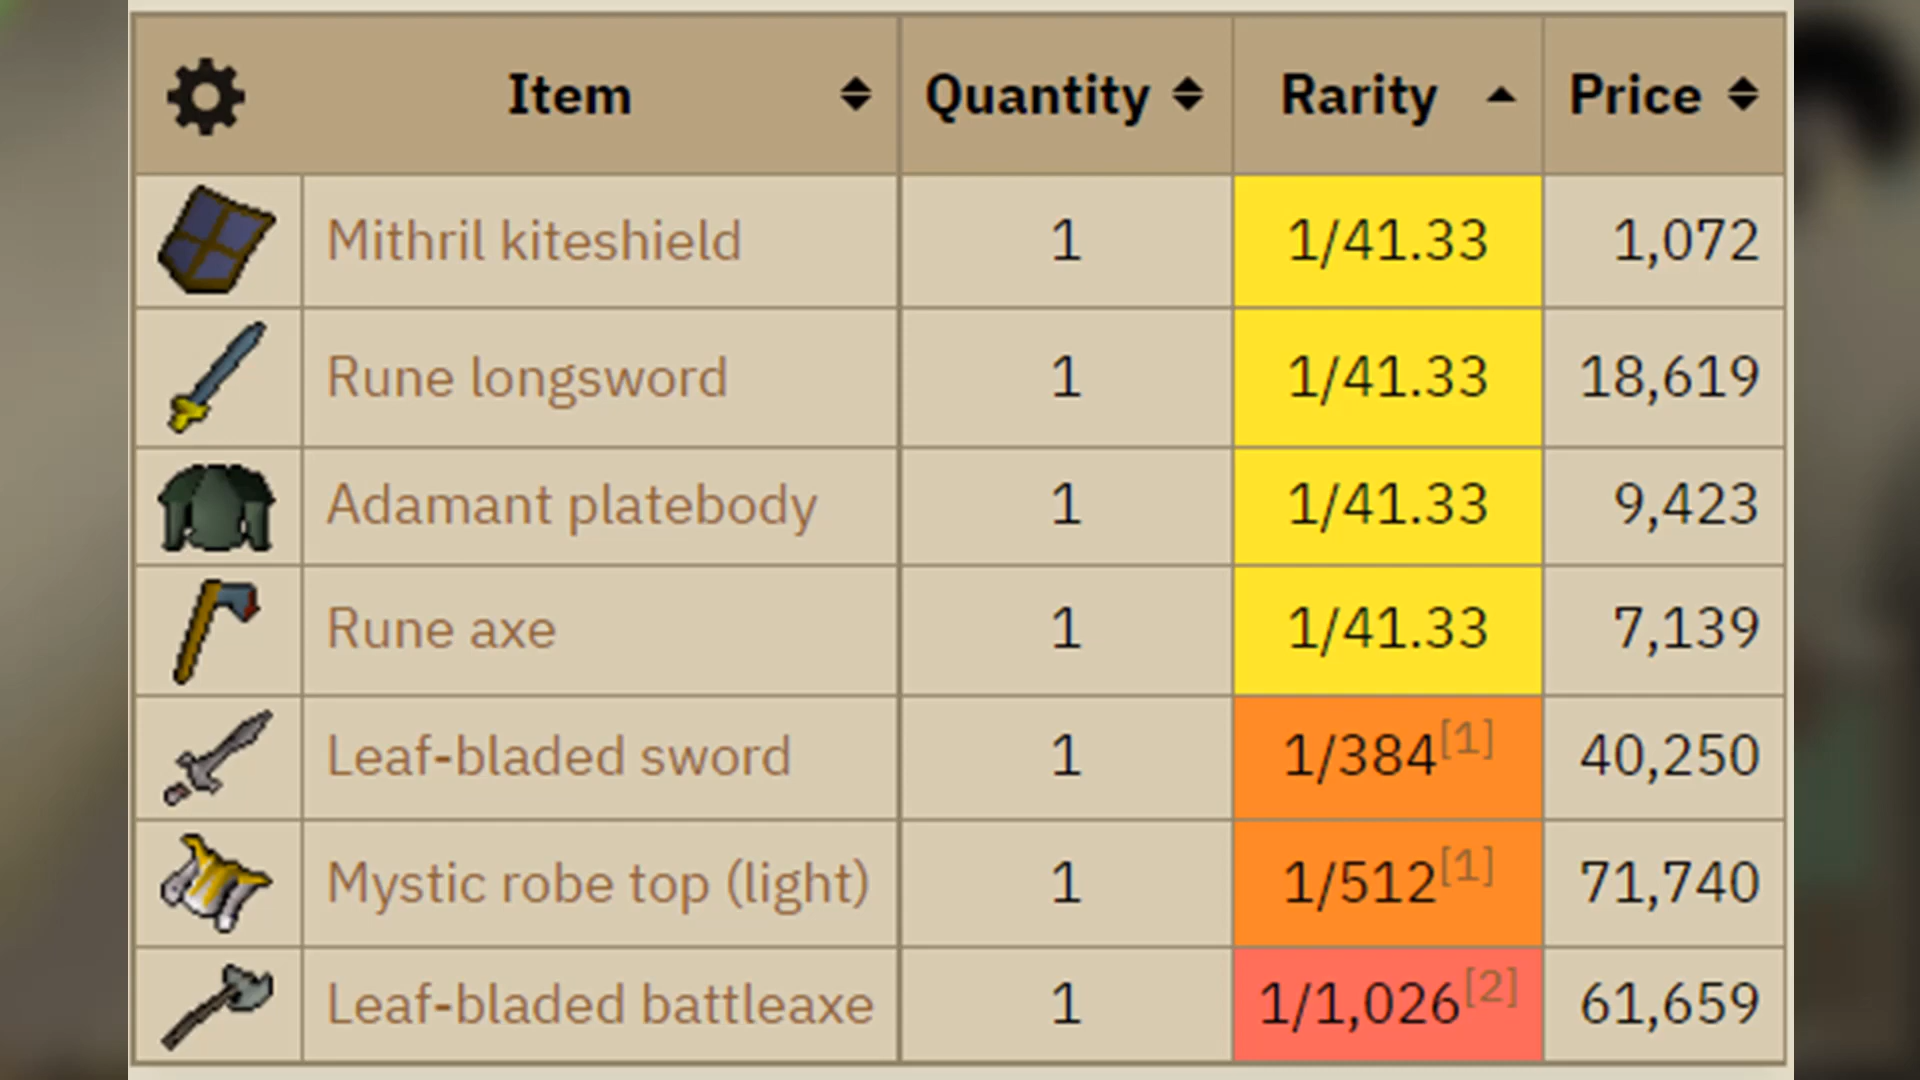 Item Quantity Rarity Price
Mithril kiteshield 1 1/41.33 1,072
Rune longsword 1 1/41.33 18,619
Adamant platebody 1 1/41.33 9,423
Rune axe 1 1/41.33 7,139
Leaf-bladed sword 1 1/384[1] 40,250
Mystic robe top (light) 1 1/512[1] 71,740
Leaf-bladed battleaxe 1 1/1,026[2] 61,659